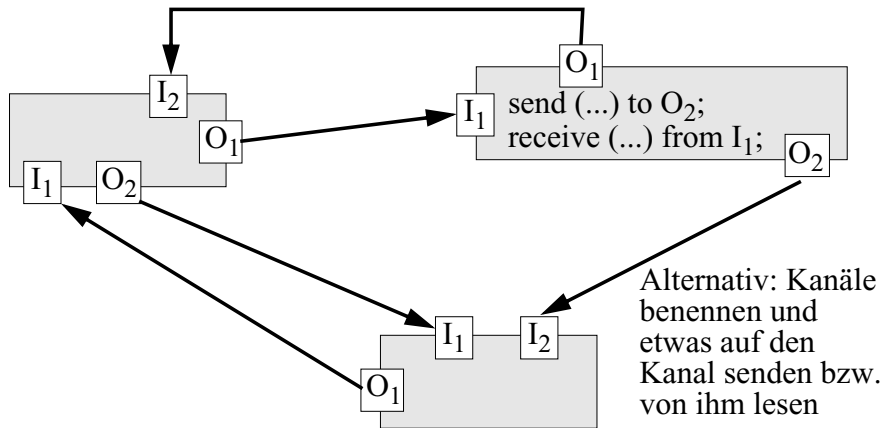 O₁
I₂
I₁
send (...) to O₂;
receive (...) from I₁;
O₁
O₂
I₁
O₂
Alternativ: Kanäle
benennen und
etwas auf den
Kanal senden bzw.
von ihm lesen
I₁
I₂
O₁